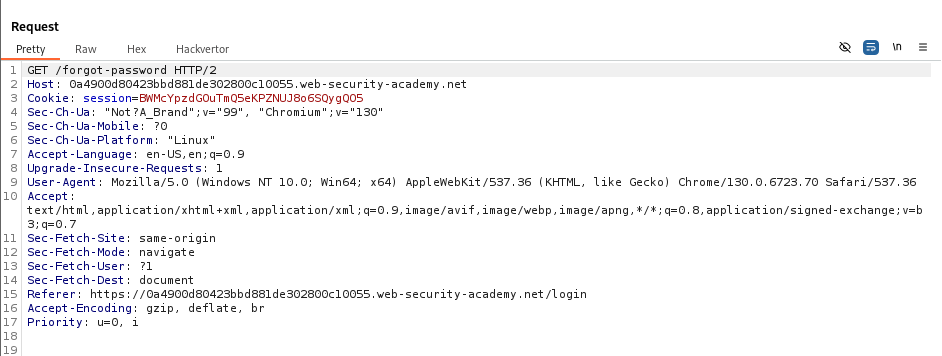 Request
Pretty Raw Hex Hackvertor
\n
1 GET /forgot-password HTTP/2
2 Host: 0a4900d80423bbd881de302800c10055.web-security-academy.net
3 Cookie: session=BWMcYpzdGOuTmQ5eKPZNUJ8o6SQygQO5
4 Sec-Ch-Ua: "Not?A_Brand";v="99", "Chromium";v="130"
5 Sec-Ch-Ua-Mobile: ?0
6 Sec-Ch-Ua-Platform: "Linux"
7 Accept-Language: en-US,en;q=0.9
8 Upgrade-Insecure-Requests: 1
9 User-Agent: Mozilla/5.0 (Windows NT 10.0; Win64; x64) AppleWebKit/537.36 (KHTML, like Gecko) Chrome/130.0.6723.70 Safari/537.36
10 Accept:
text/html,application/xhtml+xml,application/xml;q=0.9,image/avif,image/webp,image/apng,*/*;q=0.8,application/signed-exchange;v=b
3;q=0.7
11 Sec-Fetch-Site: same-origin
12 Sec-Fetch-Mode: navigate
13 Sec-Fetch-User: ?1
14 Sec-Fetch-Dest: document
15 Referer: https://0a4900d80423bbd881de302800c10055.web-security-academy.net/login
16 Accept-Encoding: gzip, deflate, br
17 Priority: u=0, i
18
19